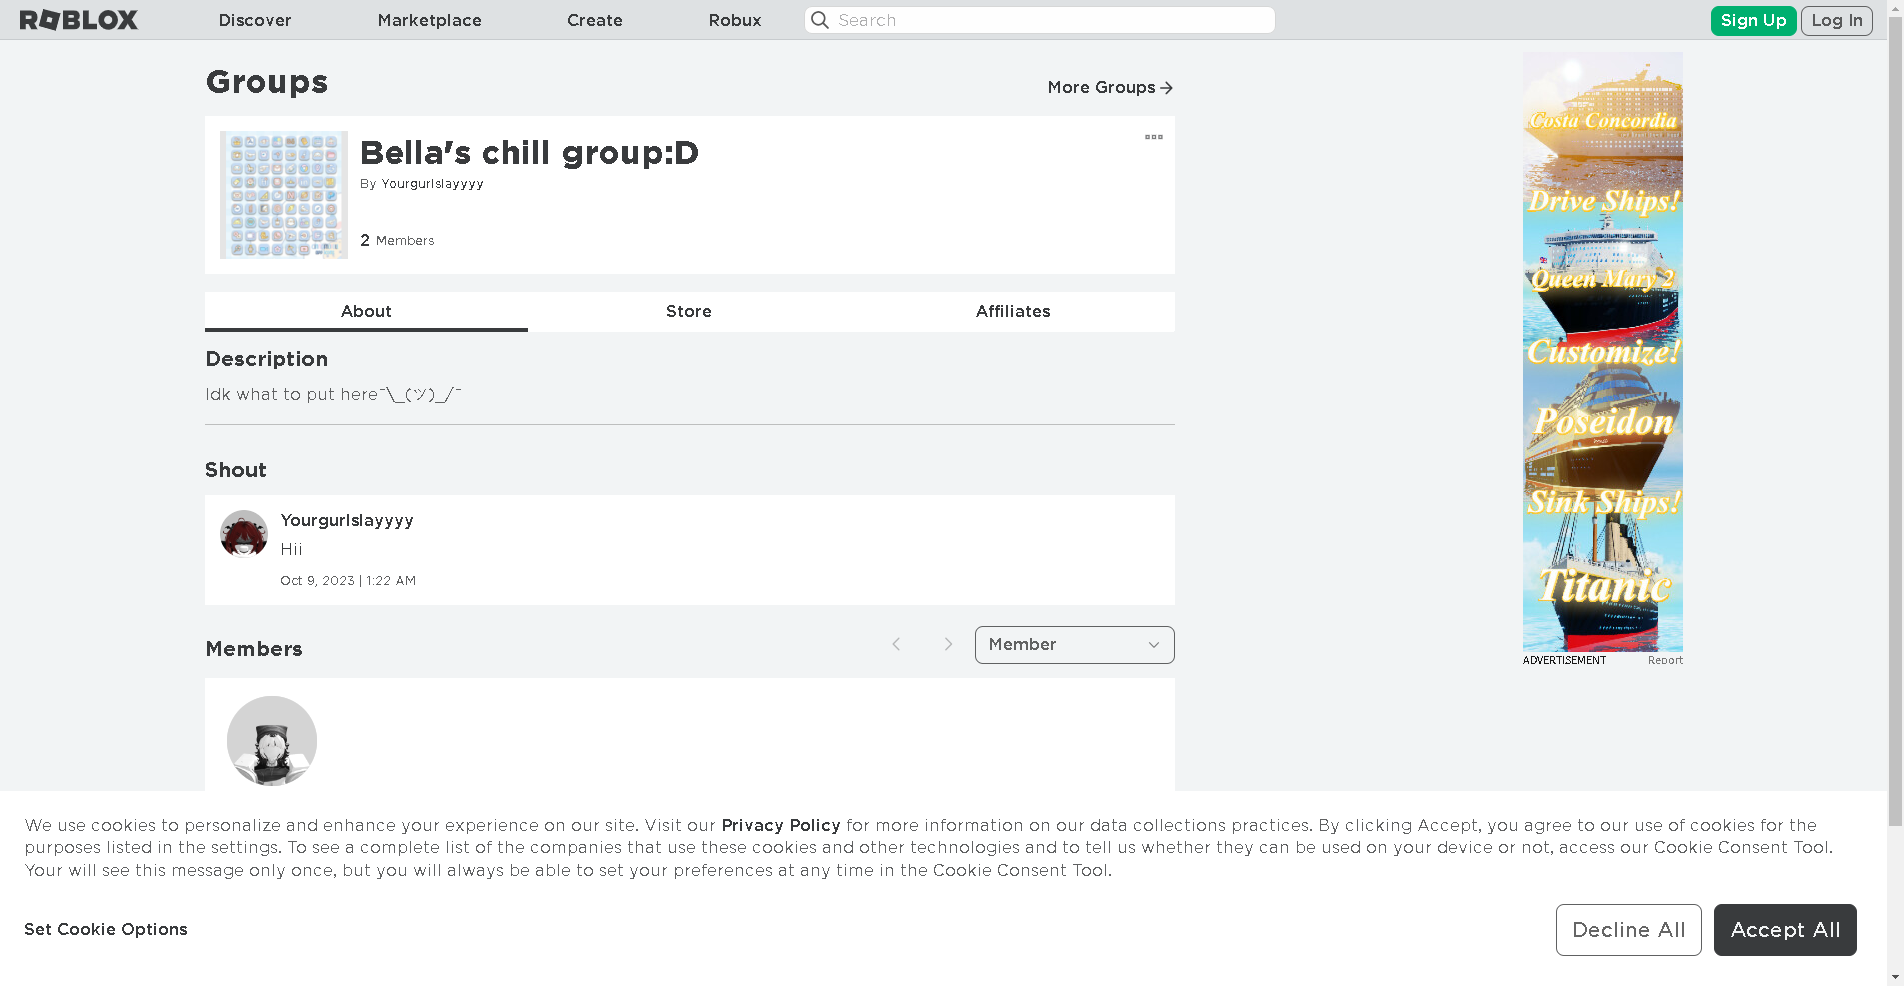 ROBLOX Discover Marketplace Create Robux Search Sign Up Log In
Groups
More Groups
Bella's chill group:D
By Yourgurlslayyyy
2 Members
About Store Affiliates
Description
Idk what to put here¯\_(ツ)_/¯
Shout
Yourgurlslayyyy
Hii
Oct 9, 2023 | 1:22 AM
Members
Member
Costa Concordia
Drive Ships!
Queen Mary 2
Customize!
Poseidon
Sink Ships!
Titanic
ADVERTISEMENT Report
We use cookies to personalize and enhance your experience on our site. Visit our Privacy Policy for more information on our data collections practices. By clicking Accept, you agree to our use of cookies for the
purposes listed in the settings. To see a complete list of the companies that use these cookies and other technologies and to tell us whether they can be used on your device or not, access our Cookie Consent Tool.
Your will see this message only once, but you will always be able to set your preferences at any time in the Cookie Consent Tool.
Set Cookie Options
Decline All
Accept All